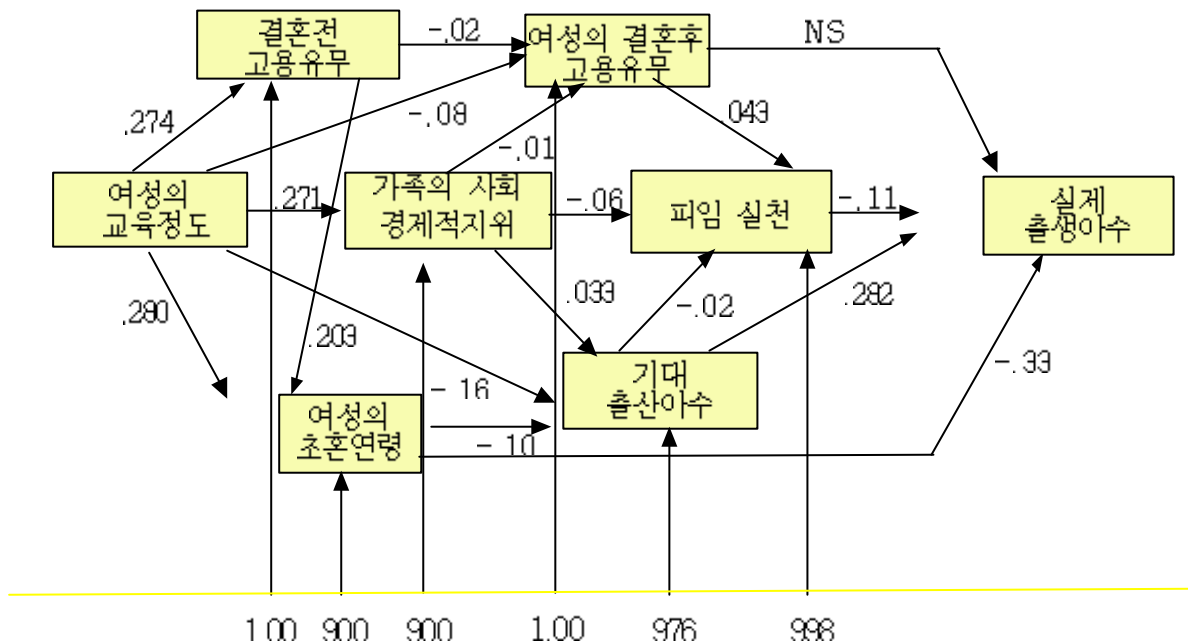 결혼전
고용유무
-.02
여성의 결혼후
고용유무
NS
.274
-.08
-.01
.043
여성의
교육정도
.271
가족의 사회
경제적지위
-.06
피임 실천
-.11
실제
출생아수
.280
.203
.033
-.02
.282
-.33
-.16
기대
출산아수
여성의
초혼연령
-.10
1.00 900 900 1.00 976 998